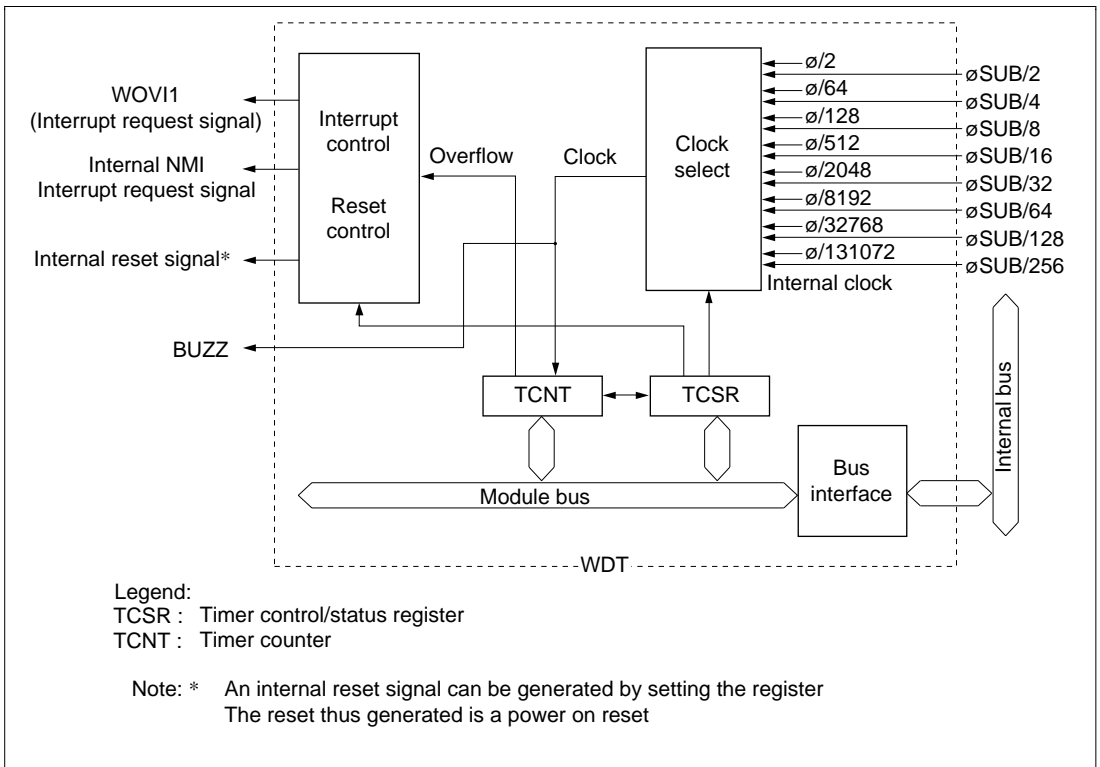 WOVI1
(Interrupt request signal)
Internal NMI
Interrupt request signal
Internal reset signal*
BUZZ
Interrupt
control
Reset
control
Overflow
Clock
Clock
select
ø/2
ø/64
ø/128
ø/512
ø/2048
ø/8192
ø/32768
ø/131072
Internal clock
øSUB/2
øSUB/4
øSUB/8
øSUB/16
øSUB/32
øSUB/64
øSUB/128
øSUB/256
TCNT
TCSR
Module bus
Bus
interface
Internal bus
WDT
Legend:
TCSR : Timer control/status register
TCNT : Timer counter
Note: * An internal reset signal can be generated by setting the register
The reset thus generated is a power on reset